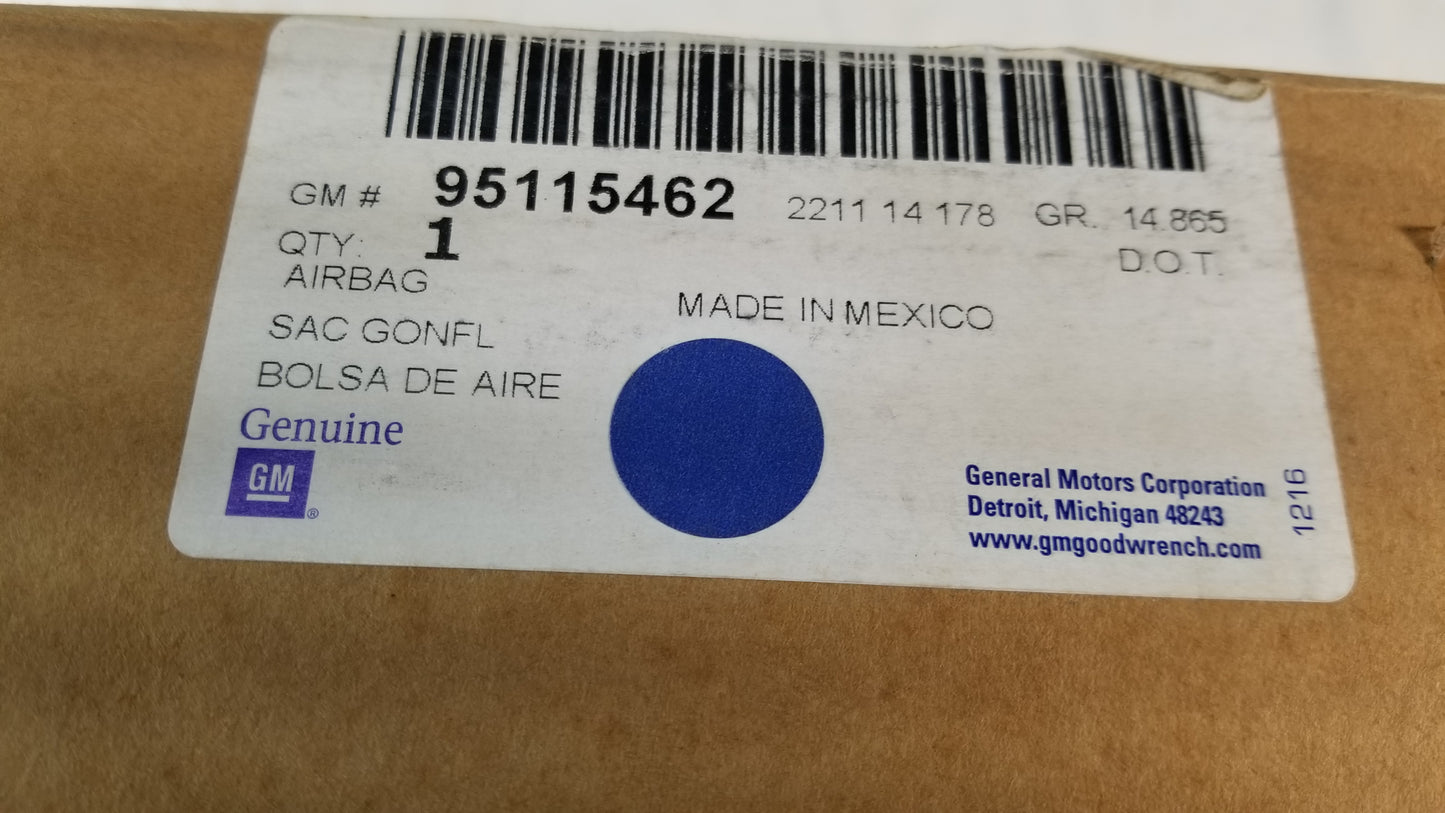 GM # 95115462 2211 14 178 GR. 14.865
QTY: 1 D.O.T.
AIRBAG
MADE IN MEXICO
SAC GONFL
BOLSA DE AIRE
Genuine
GM ®
General Motors Corporation
Detroit, Michigan 48243
www.gmgoodwrench.com
1216